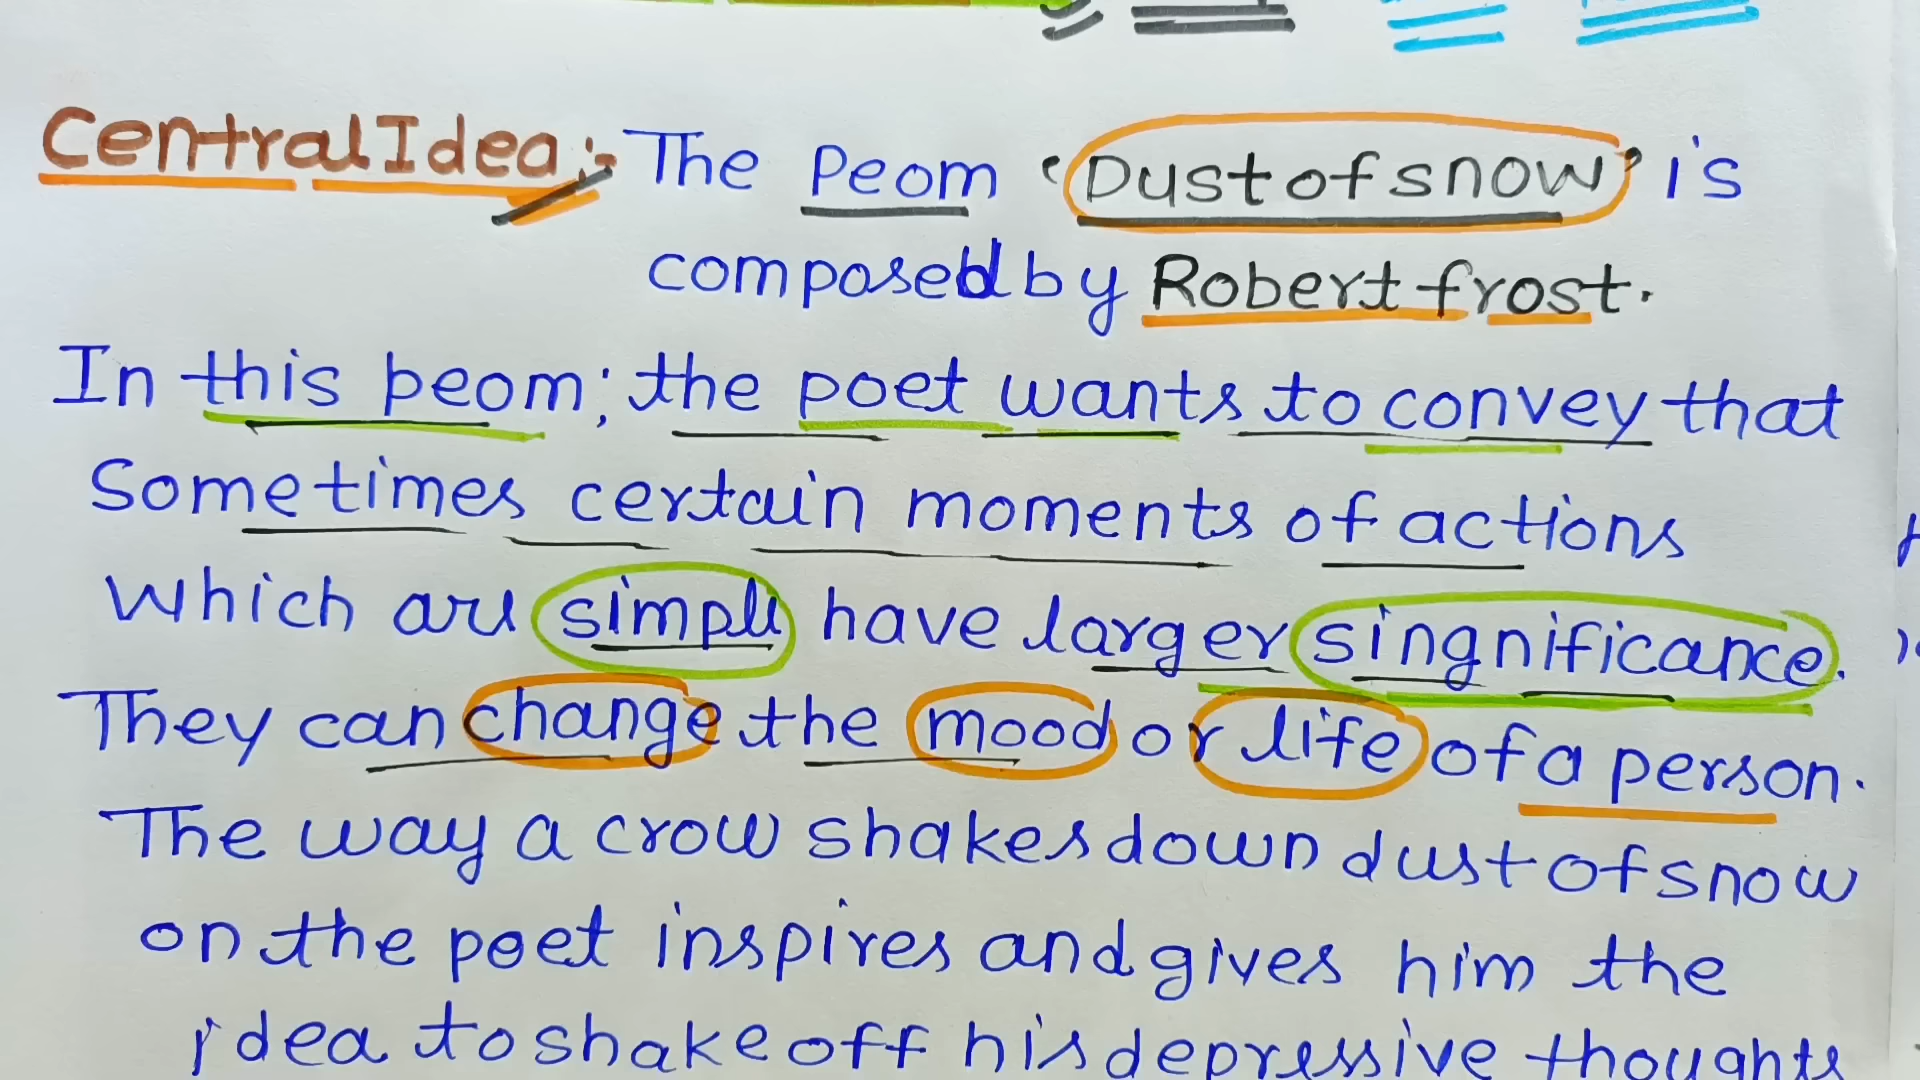 Central Idea :- The Peom 'Dust of snow' is
composed by Robert frost.
In this peom; the poet wants to convey that
Sometimes certain moments of actions
which are simple have larger singnificance.
They can change the mood or life of a person.
The way a crow shakes down dust of snow
on the poet inspires and gives him the
idea to shake off his depressive thoughts